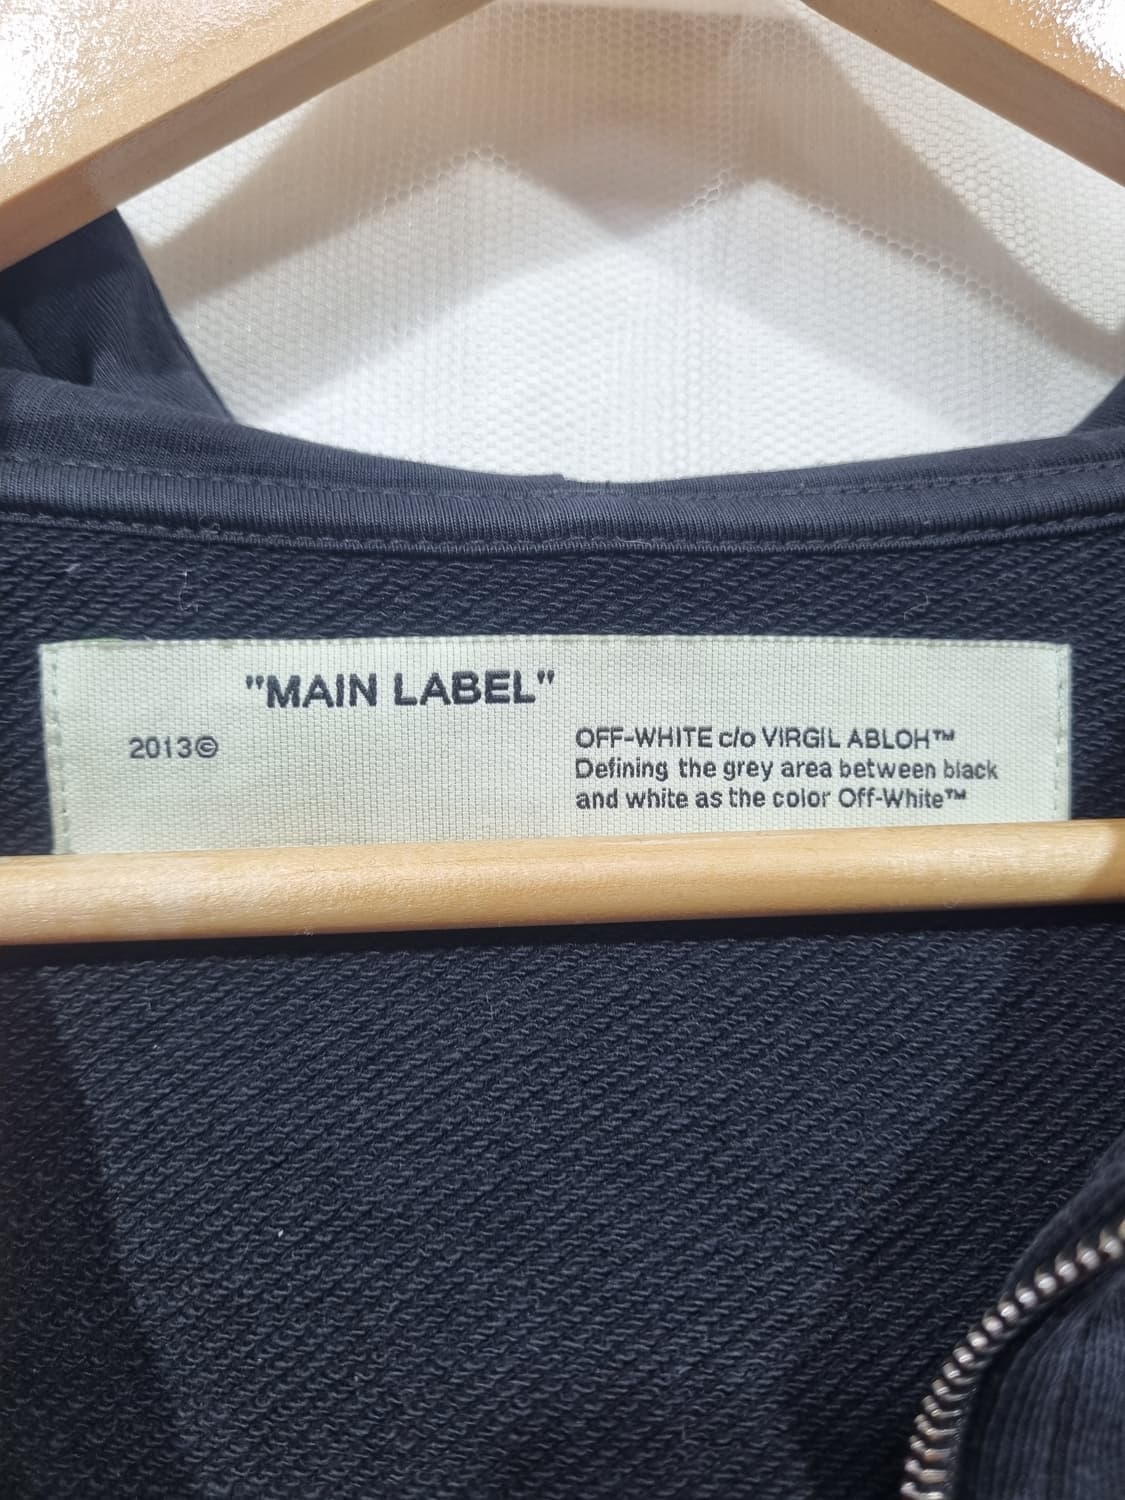 "MAIN LABEL"
2013©
OFF-WHITE c/o VIRGIL ABLOH™
Defining the grey area between black
and white as the color Off-White™